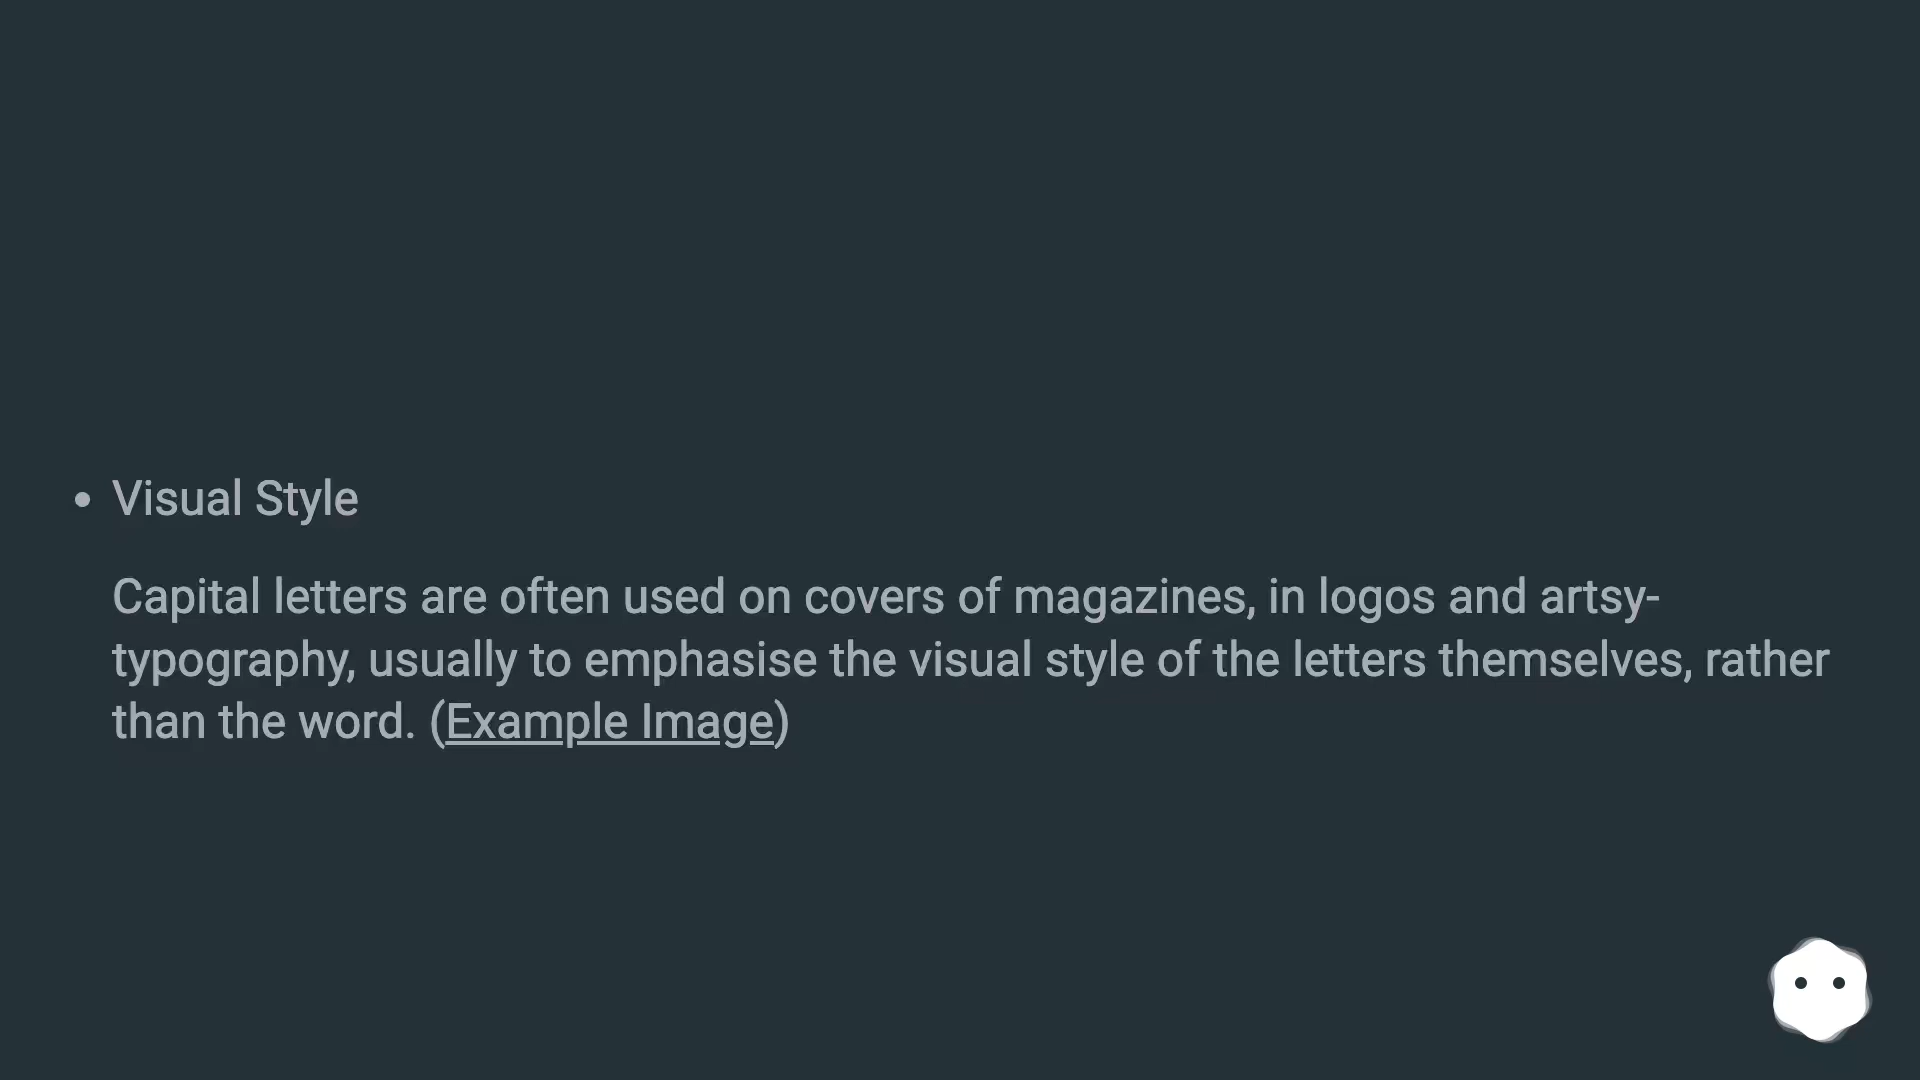 • Visual Style
Capital letters are often used on covers of magazines, in logos and artsy-
typography, usually to emphasise the visual style of the letters themselves, rather
than the word. (Example Image)